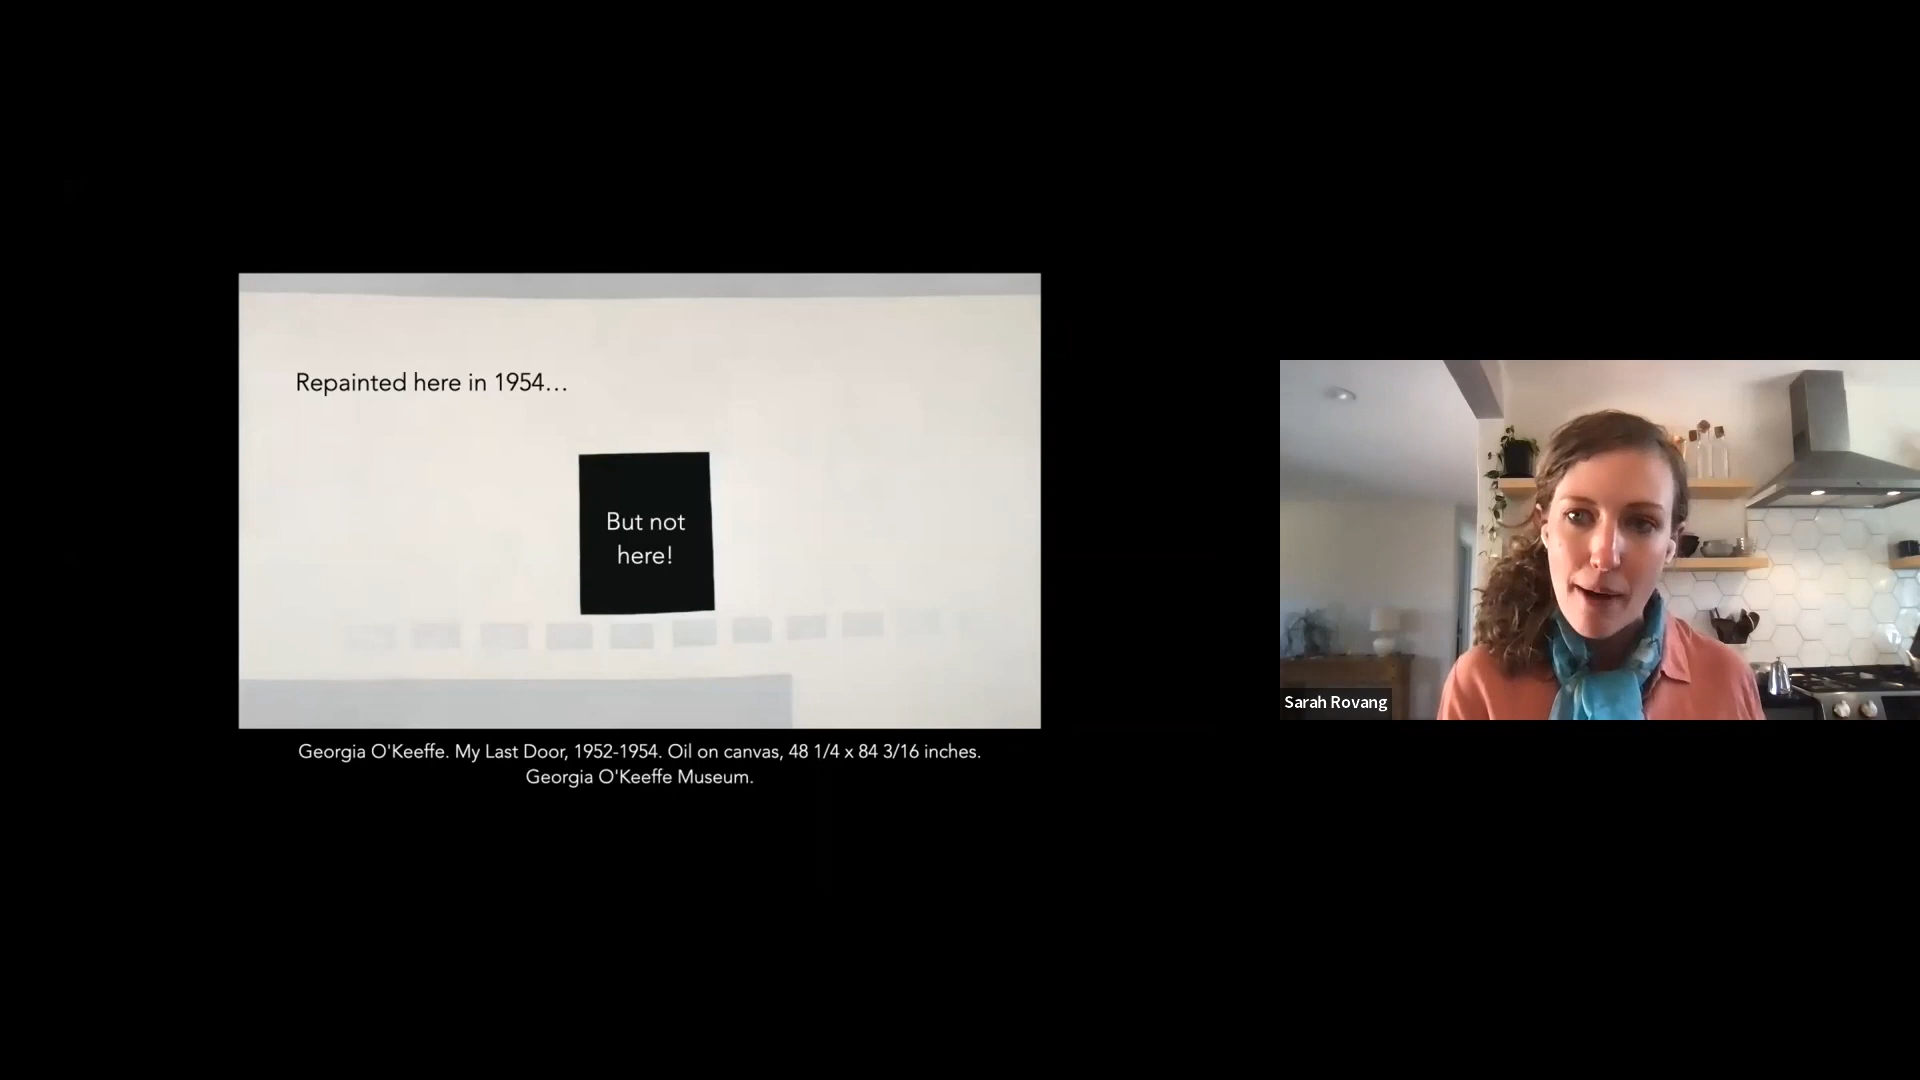 Repainted here in 1954…
But not
here!
Georgia O'Keeffe. My Last Door, 1952-1954. Oil on canvas, 48 1/4 x 84 3/16 inches.
Georgia O'Keeffe Museum.
Sarah Rovang